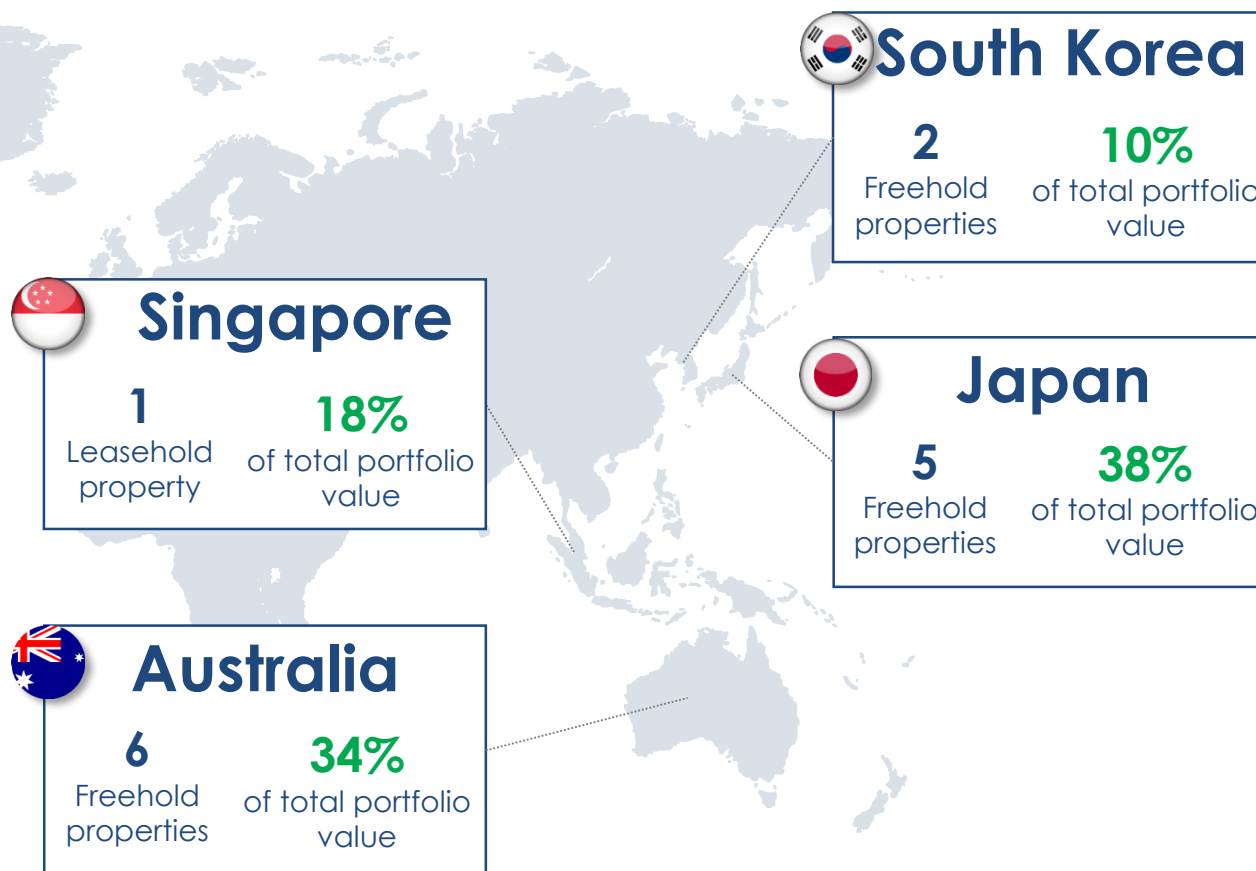 South Korea
2
Freehold
properties
10%
of total portfolio
value
Singapore
1
Leasehold
property
18%
of total portfolio
value
Japan
5
Freehold
properties
38%
of total portfolio
value
Australia
6
Freehold
properties
34%
of total portfolio
value